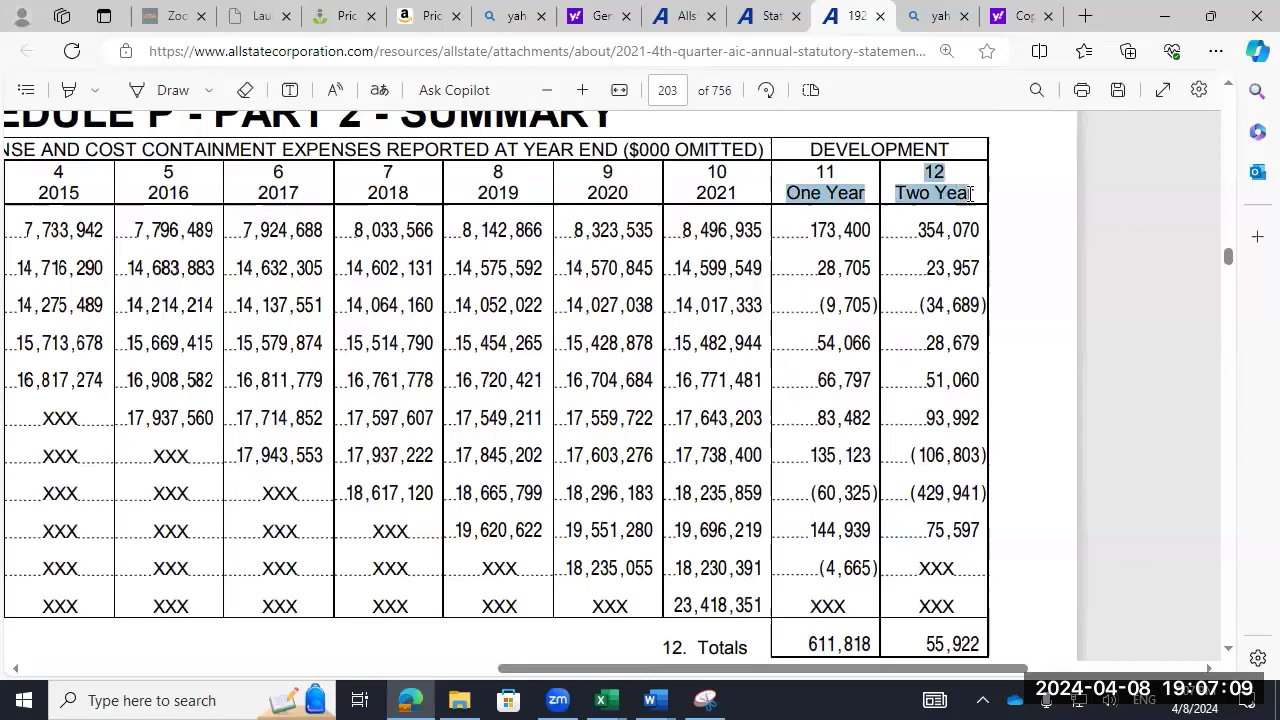 Zoo
Lau
Pric
Pric
yah
Gen
Alls
Stat
192
yah
Cop
https://www.allstatecorporation.com/resources/allstate/attachments/about/2021-4th-quarter-aic-annual-statutory-statemen...
Draw
aあ
Ask Copilot
203 of 756
EDULE P - PART 2 - SUMMARY
NSE AND COST CONTAINMENT EXPENSES REPORTED AT YEAR END ($000 OMITTED) DEVELOPMENT
4 5 6 7 8 9 10 11 12
2015 2016 2017 2018 2019 2020 2021 One Year Two Year
7,733,942 7,796,489 7,924,688 8,033,566 8,142,866 8,323,535 8,496,935 173,400 354,070
14,716,290 14,683,883 14,632,305 14,602,131 14,575,592 14,570,845 14,599,549 28,705 23,957
14,275,489 14,214,214 14,137,551 14,064,160 14,052,022 14,027,038 14,017,333 (9,705) (34,689)
15,713,678 15,669,415 15,579,874 15,514,790 15,454,265 15,428,878 15,482,944 54,066 28,679
16,817,274 16,908,582 16,811,779 16,761,778 16,720,421 16,704,684 16,771,481 66,797 51,060
XXX 17,937,560 17,714,852 17,597,607 17,549,211 17,559,722 17,643,203 83,482 93,992
XXX XXX 17,943,553 17,937,222 17,845,202 17,603,276 17,738,400 135,123 (106,803)
XXX XXX XXX 18,617,120 18,665,799 18,296,183 18,235,859 (60,325) (429,941)
XXX XXX XXX XXX 19,620,622 19,551,280 19,696,219 144,939 75,597
XXX XXX XXX XXX XXX 18,235,055 18,230,391 (4,665) XXX
XXX XXX XXX XXX XXX XXX 23,418,351 XXX XXX
12. Totals 611,818 55,922
Type here to search
zm
ENG
2024-04-08 19:07:09
4/8/2024